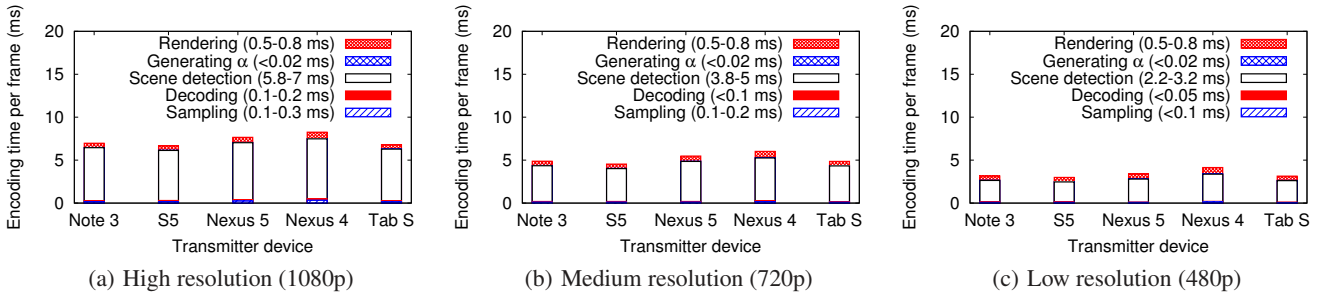 Encoding time per frame (ms)
20
15
10
5
0
Rendering (0.5-0.8 ms)
Generating α (<0.02 ms)
Scene detection (5.8-7 ms)
Decoding (0.1-0.2 ms)
Sampling (0.1-0.3 ms)
Note 3 S5 Nexus 5 Nexus 4 Tab S
Transmitter device
(a) High resolution (1080p)
Encoding time per frame (ms)
20
15
10
5
0
Rendering (0.5-0.8 ms)
Generating α (<0.02 ms)
Scene detection (3.8-5 ms)
Decoding (<0.1 ms)
Sampling (0.1-0.2 ms)
Note 3 S5 Nexus 5 Nexus 4 Tab S
Transmitter device
(b) Medium resolution (720p)
Encoding time per frame (ms)
20
15
10
5
0
Rendering (0.5-0.8 ms)
Generating α (<0.02 ms)
Scene detection (2.2-3.2 ms)
Decoding (<0.05 ms)
Sampling (<0.1 ms)
Note 3 S5 Nexus 5 Nexus 4 Tab S
Transmitter device
(c) Low resolution (480p)